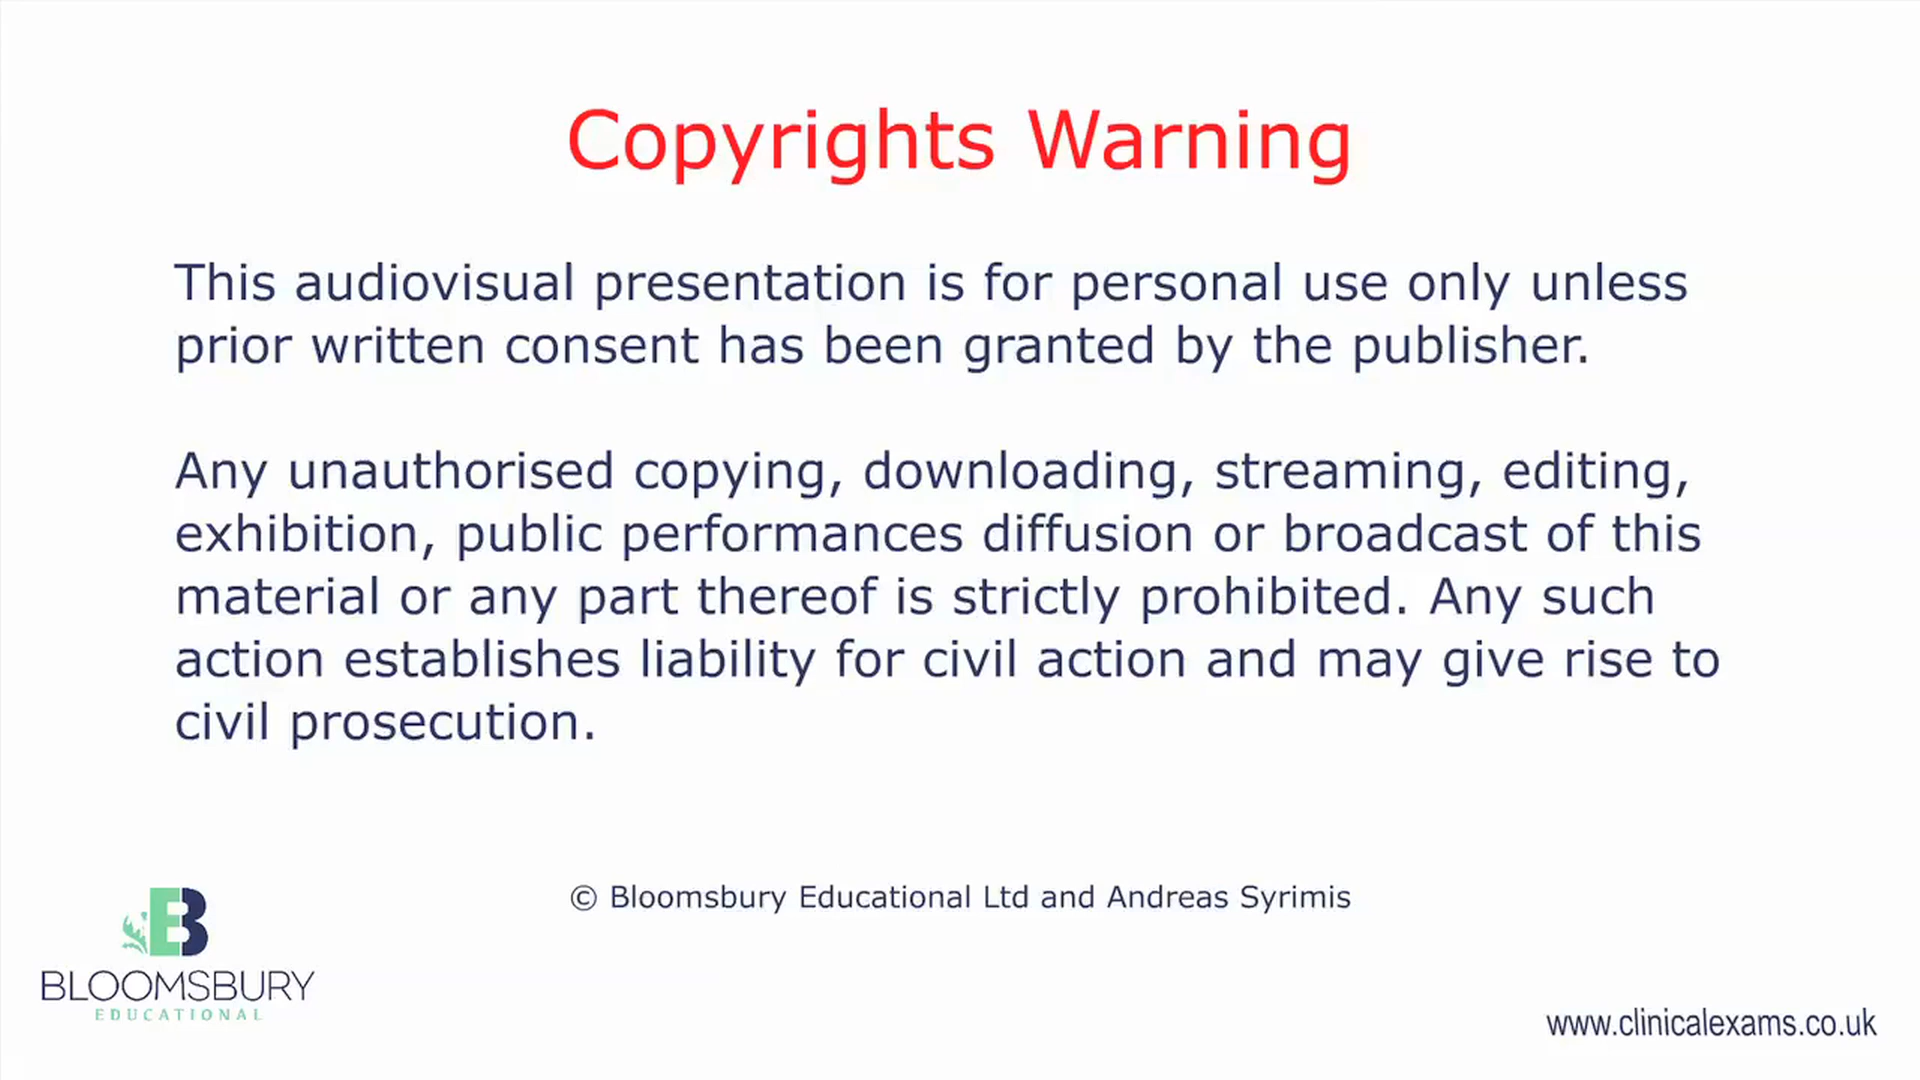 Copyrights Warning
This audiovisual presentation is for personal use only unless
prior written consent has been granted by the publisher.
Any unauthorised copying, downloading, streaming, editing,
exhibition, public performances diffusion or broadcast of this
material or any part thereof is strictly prohibited. Any such
action establishes liability for civil action and may give rise to
civil prosecution.
© Bloomsbury Educational Ltd and Andreas Syrimis
EB
BLOOMSBURY
EDUCATIONAL
www.clinicalexams.co.uk